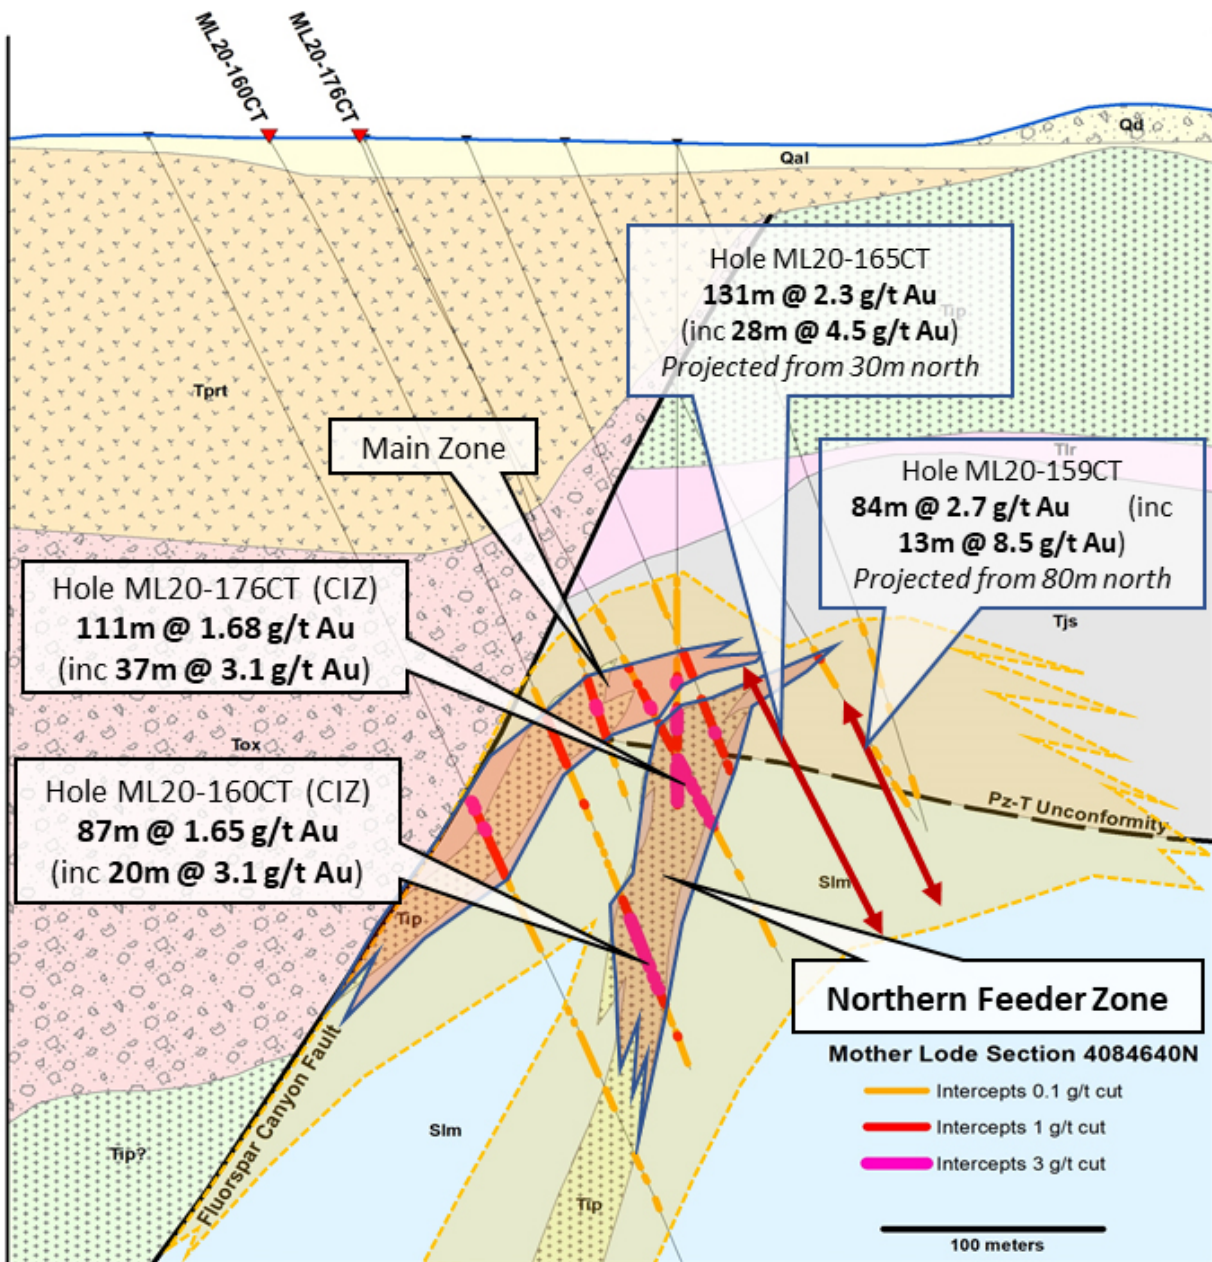 ML20-160CT
ML20-176CT
Qd
Qal
Hole ML20-165CT
131m @ 2.3 g/t Au
(inc 28m @ 4.5 g/t Au)
Projected from 30m north
Tip
Tprt
Main Zone
Tlr
Hole ML20-159CT
84m @ 2.7 g/t Au (inc
13m @ 8.5 g/t Au)
Projected from 80m north
Hole ML20-176CT (CIZ)
111m @ 1.68 g/t Au
(inc 37m @ 3.1 g/t Au)
Tjs
Tox
Hole ML20-160CT (CIZ)
87m @ 1.65 g/t Au
(inc 20m @ 3.1 g/t Au)
Pz-T Unconformity
Slm
Tip
Northern Feeder Zone
Fluorspar Canyon Fault
Mother Lode Section 4084640N
Intercepts 0.1 g/t cut
Intercepts 1 g/t cut
Intercepts 3 g/t cut
Slm
Tip?
Tip
100 meters